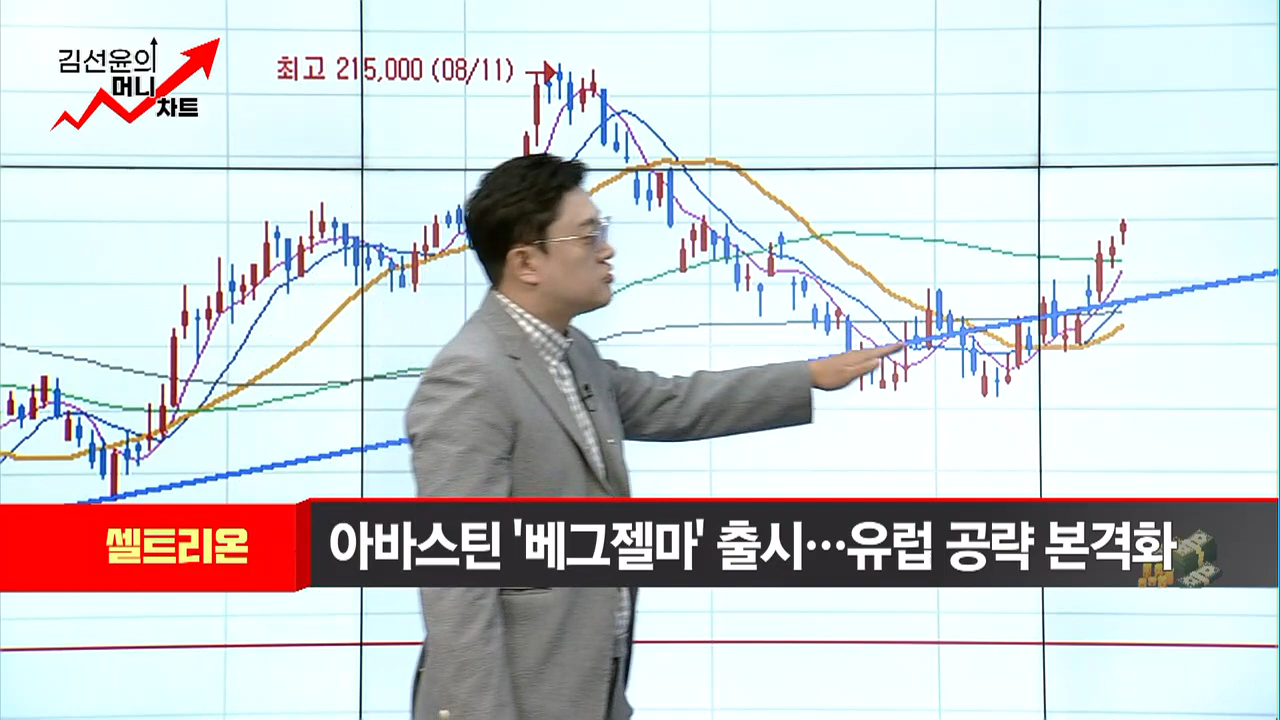 김선윤의
머니
차트
최고 215,000 (08/11)
셀트리온
아바스틴 '베그젤마' 출시…유럽 공략 본격화